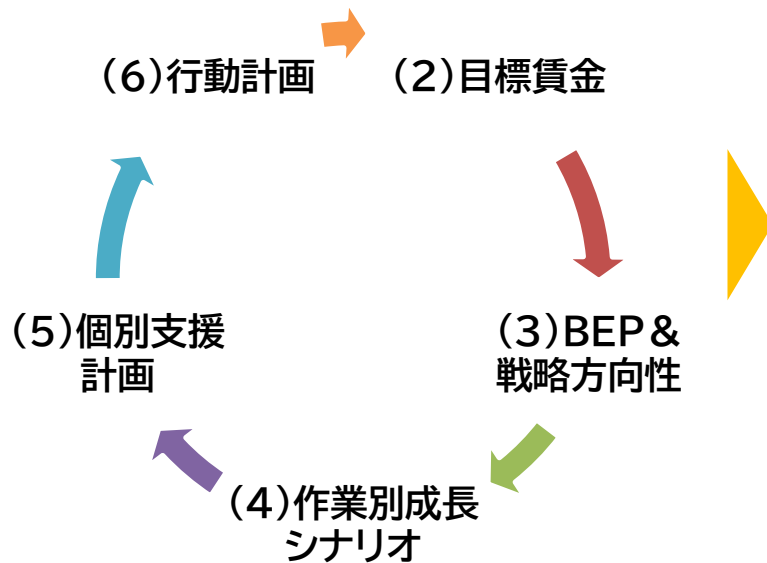 (6)行動計画
(2)目標賃金
(3)BEP&
戦略方向性
(4)作業別成長
シナリオ
(5)個別支援
計画